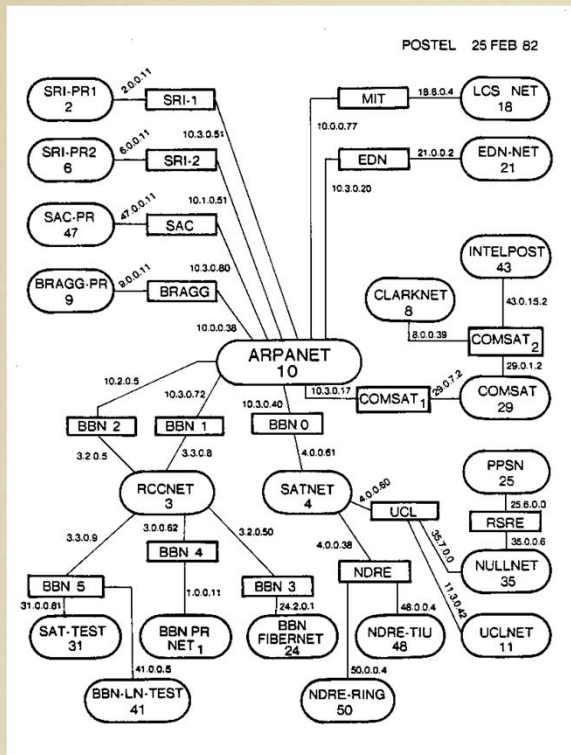 POSTEL 25 FEB 82
SRI-PR1
2
2.0.0.11
SRI-1
10.3.0.51
MIT
18.8.0.4
LCS NET
18
10.0.0.77
SRI-PR2
6
6.0.0.11
SRI-2
10.1.0.51
EDN
21.0.0.2
EDN-NET
21
10.3.0.20
SAC-PR
47
47.0.0.11
SAC
10.3.0.80
INTELPOST
43
BRAGG-PR
9
9.0.0.11
BRAGG
10.0.0.38
CLARKNET
8
43.0.15.2
8.0.0.39
COMSAT 2
29.0.1.2
ARPANET
10
10.2.0.5
10.3.0.72
10.3.0.40
10.3.0.17
COMSAT 1
29.0.7.2
COMSAT
29
BBN 2
BBN 1
BBN 0
3.2.0.5
3.3.0.8
4.0.0.61
PPSN
25
25.6.0.0
RCCNET
3
SATNET
4
4.0.0.60
UCL
RSRE
35.0.0.6
3.3.0.9
3.0.0.62
3.2.0.50
4.0.0.38
35.7.0.0
NULLNET
35
BBN 5
BBN 4
BBN 3
NDRE
11.3.0.42
31.0.0.81
1.0.0.11
24.2.0.1
48.0.0.4
SAT-TEST
31
BBN PR
NET 1
BBN
FIBERNET
24
NDRE-TIU
48
UCLNET
11
41.0.0.5
50.0.0.4
BBN-LN-TEST
41
NDRE-RING
50